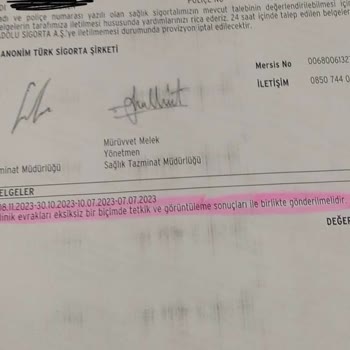 POLİÇE N
adı ve poliçe numarası yazılı olan sağlık sigortalımızın mevcut talebinin değerlendirilebilmesi için
belgelerin tarafımıza iletilmesi hususunda yardımlarınızı rica ederiz. 24 saat içinde talep edilen belgeler
DOLU SİGORTA A.Ş.'ye iletilmemesi durumunda provizyon iptal edilecektir.
ANONİM TÜRK SİGORTA ŞİRKETİ
Mersis No 0068006132
İLETİŞİM 0850 744 0
Mürüvvet Melek
Yönetmen
minat Müdürlüğü Sağlık Tazminat Müdürlüğü
BELGELER
.11.2023-30.10.2023-10.07.2023-07.07.2023
linik evrakları eksiksiz bir biçimde tetkik ve görüntüleme sonuçları ile birlikte gönderilmelidir.
DEĞER